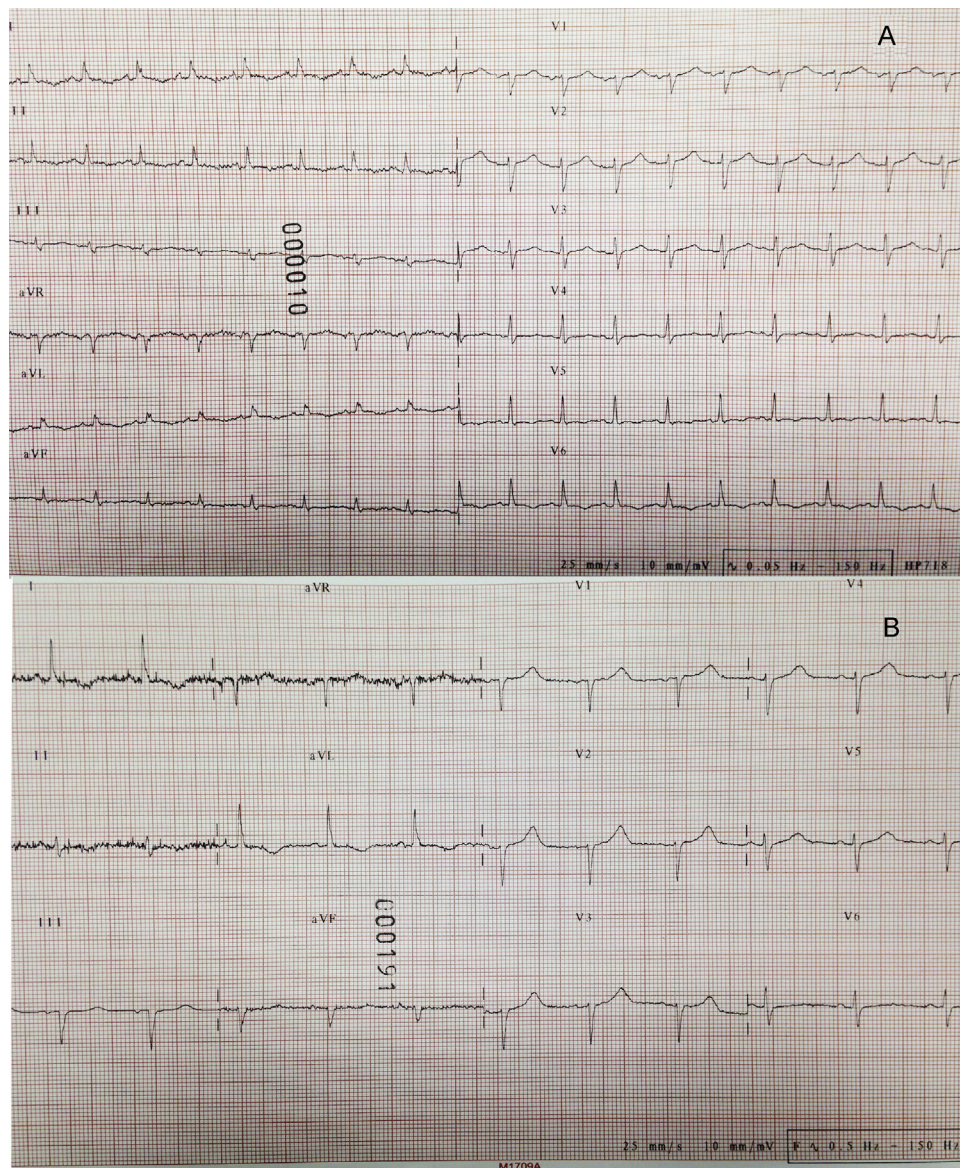 I V1 A
II V2
III V3
000010
aVR V4
aVL V5
aVF V6
25 mm/s 10 mm/mV ∿ 0.05 Hz - 150 Hz HP718
I aVR V1 V4
B
II aVL V2 V5
III aVF V3 V6
000191
25 mm/s 10 mm/mV F ∿ 0.5 Hz - 150 Hz
M1709A